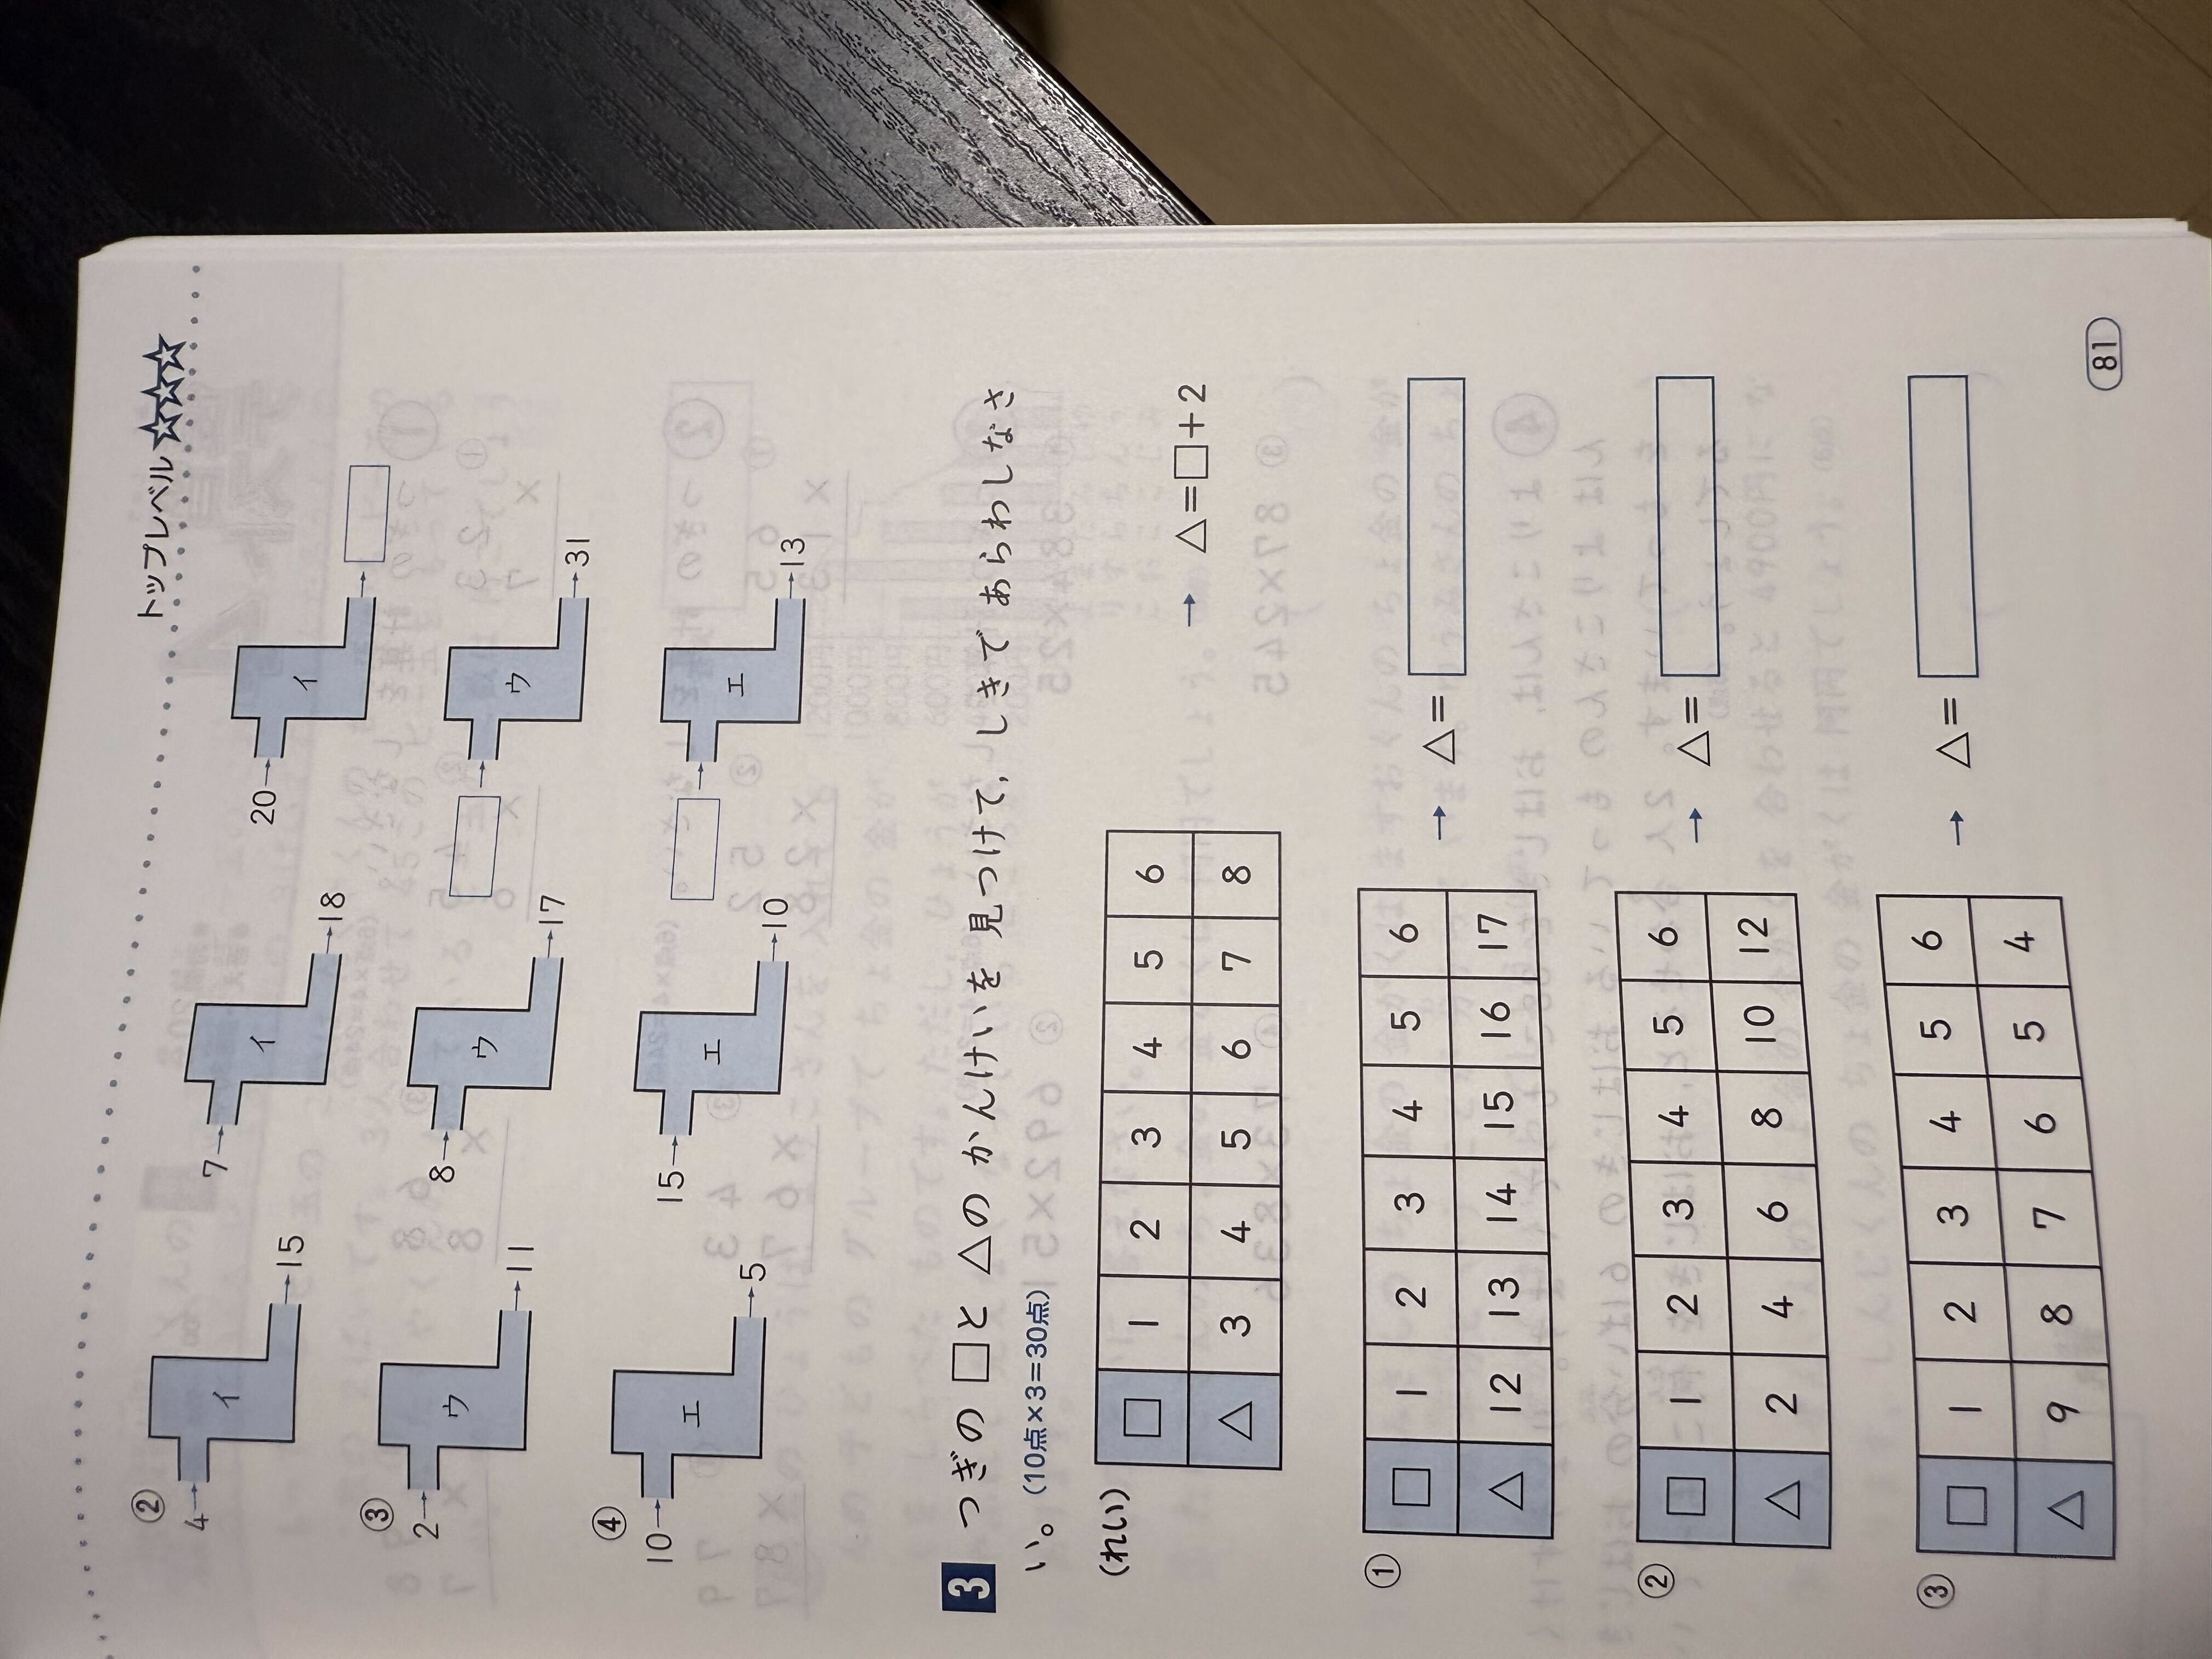 トップレベル☆☆☆
② 4→イ→15 7→イ→18 20→イ→□
③ 2→ウ→11 8→ウ→17 □→ウ→31
④ 10→エ→5 15→エ→10 □→エ→13
3 つぎの □と △の かんけいを 見つけて，しきで あらわしなさ
い。(10点×3=30点)
(れい)
□ 1 2 3 4 5 6
△ 3 4 5 6 7 8
→ △=□+2
①
□ 1 2 3 4 5 6
△ 12 13 14 15 16 17
→ △=
②
□ 1 2 3 4 5 6
△ 2 4 6 8 10 12
→ △=
③
□ 1 2 3 4 5 6
△ 9 8 7 6 5 4
→ △=
81